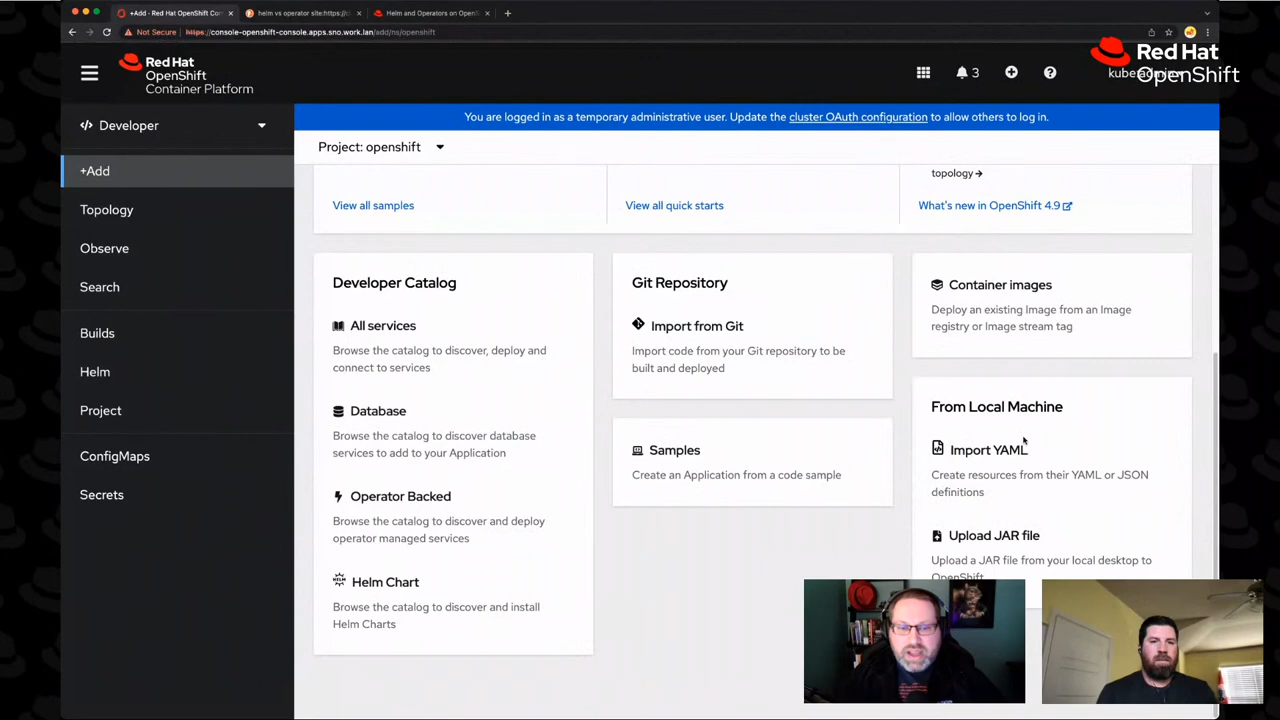 +Add - Red Hat OpenShift Con
helm vs operator site:https://cl
Helm and Operators on OpenS
Not Secure
https://console-openshift-console.apps.sno.work.lan/add/ns/openshift
Red Hat
OpenShift
Container Platform
3
Red Hat
OpenShift
You are logged in as a temporary administrative user. Update the cluster OAuth configuration to allow others to log in.
Developer
Project: openshift
+Add
Topology
Observe
Search
Builds
Helm
Project
ConfigMaps
Secrets
topology
View all samples
View all quick starts
What's new in OpenShift 4.9
Developer Catalog
All services
Browse the catalog to discover, deploy and
connect to services
Database
Browse the catalog to discover database
services to add to your Application
Operator Backed
Browse the catalog to discover and deploy
operator managed services
HELM
Helm Chart
Browse the catalog to discover and install
Helm Charts
Git Repository
Import from Git
Import code from your Git repository to be
built and deployed
Samples
Create an Application from a code sample
Container images
Deploy an existing Image from an Image
registry or Image stream tag
From Local Machine
Import YAML
Create resources from their YAML or JSON
definitions
Upload JAR file
Upload a JAR file from your local desktop to
OpenShift